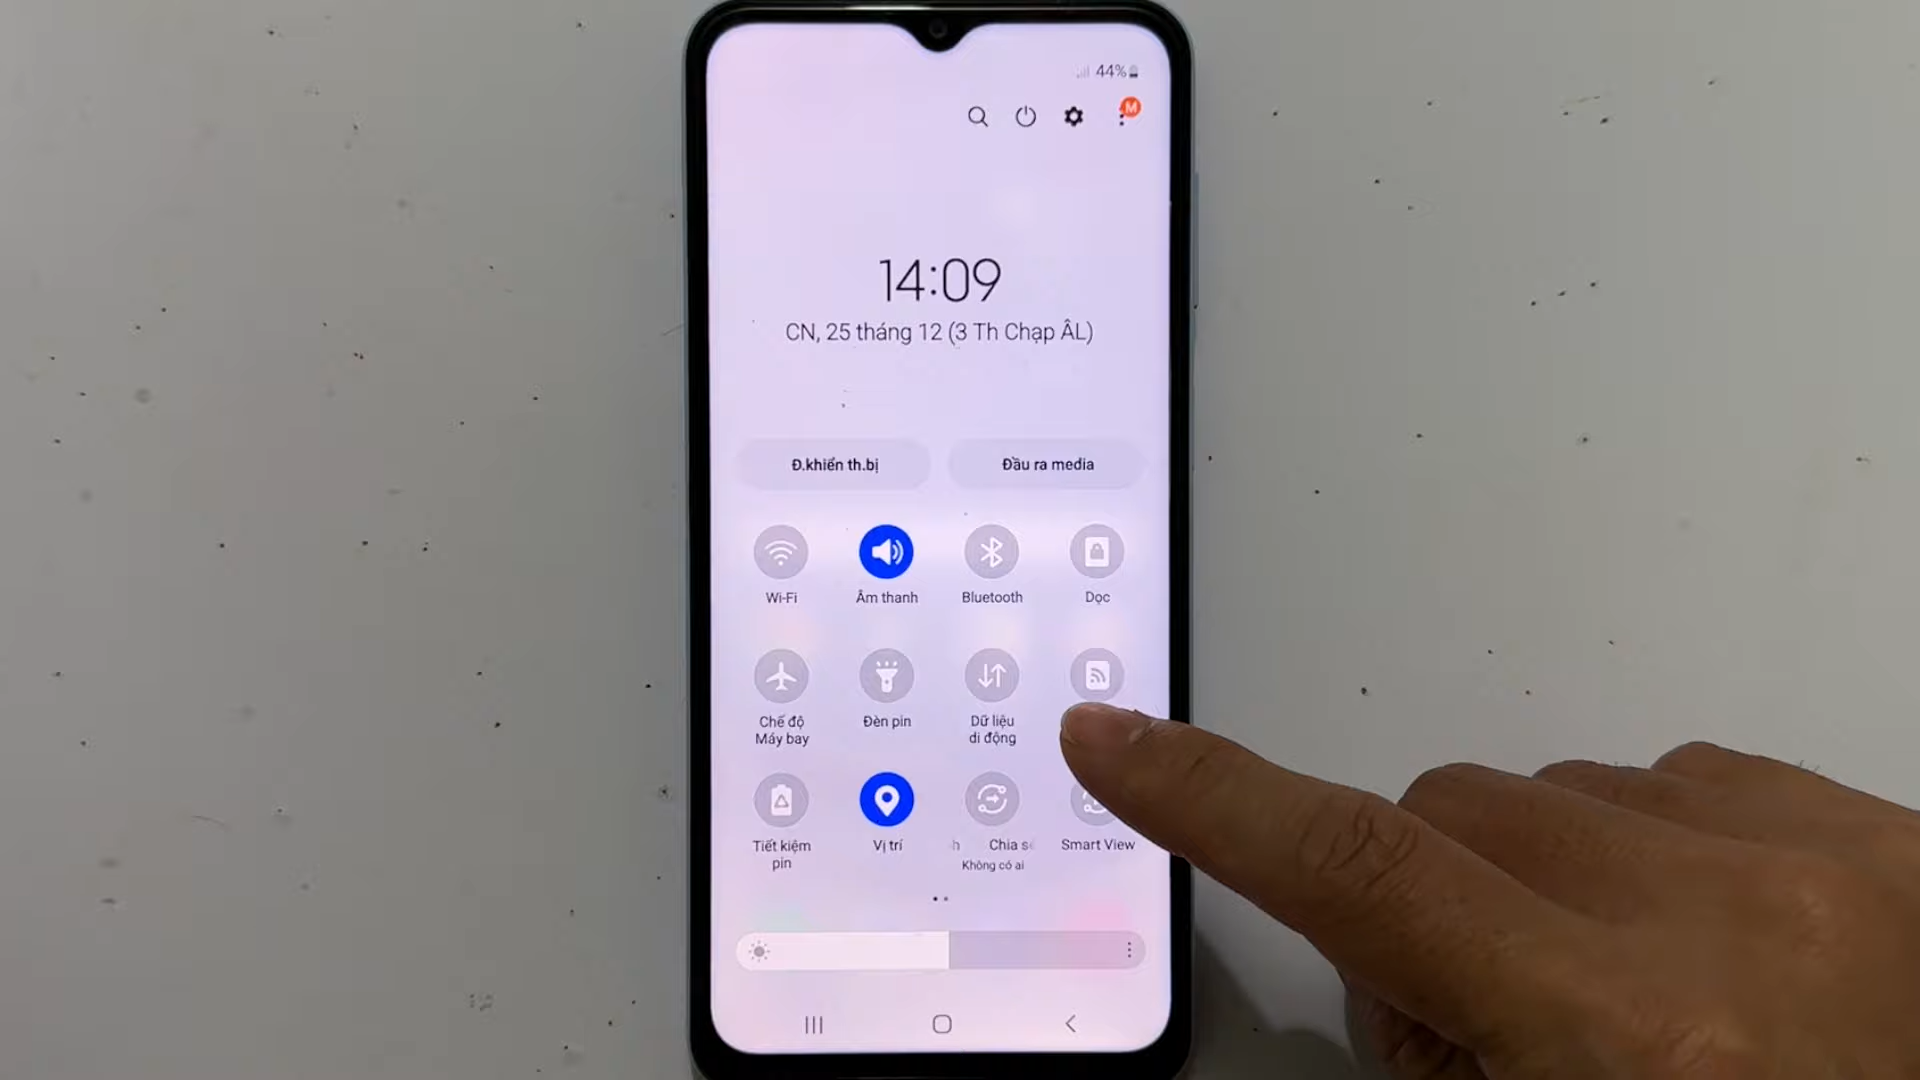 44%
M
14:09
CN, 25 tháng 12 (3 Th Chạp ÂL)
Đ.khiển th.bị
Đầu ra media
Wi-Fi
Âm thanh
Bluetooth
Dọc
Chế độ
Máy bay
Đèn pin
Dữ liệu
di động
Tiết kiệm
pin
Vị trí
h Chia s
Không có ai
Smart View